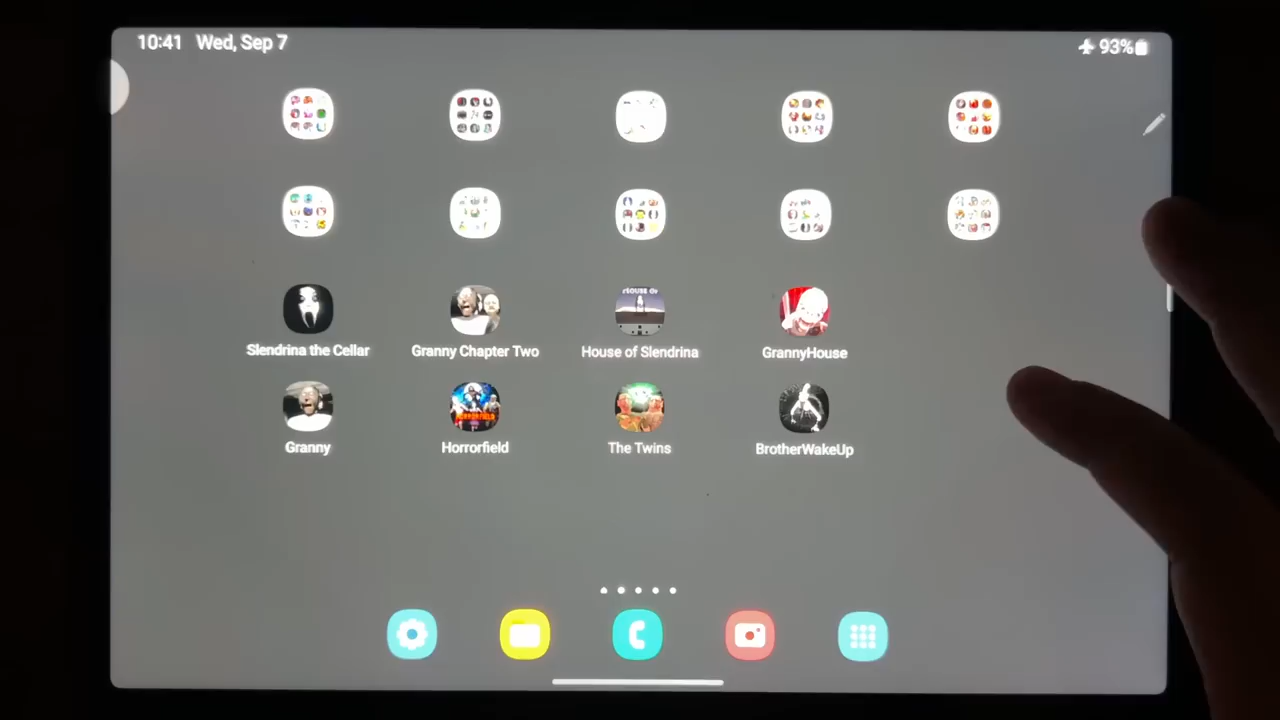 10:41 Wed, Sep 7
93%
Slendrina the Cellar
Granny Chapter Two
House of Slendrina
GrannyHouse
Granny
Horrorfield
The Twins
BrotherWakeUp